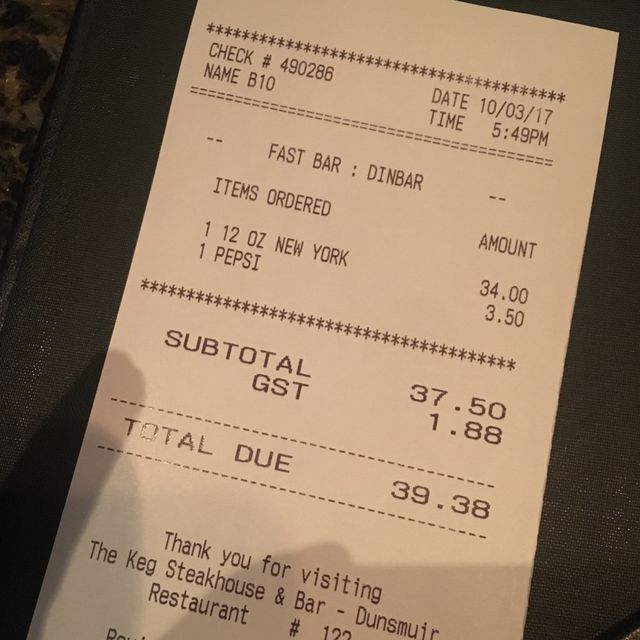 ****************************************
CHECK # 490286 DATE 10/03/17
NAME B10 TIME 5:49PM
========================================
-- FAST BAR : DINBAR --
ITEMS ORDERED AMOUNT
1 12 OZ NEW YORK 34.00
1 PEPSI 3.50
****************************************
SUBTOTAL 37.50
GST 1.88
----------------------------------------
TOTAL DUE 39.38
----------------------------------------
Thank you for visiting
The Keg Steakhouse & Bar - Dunsmuir
Restaurant # 122